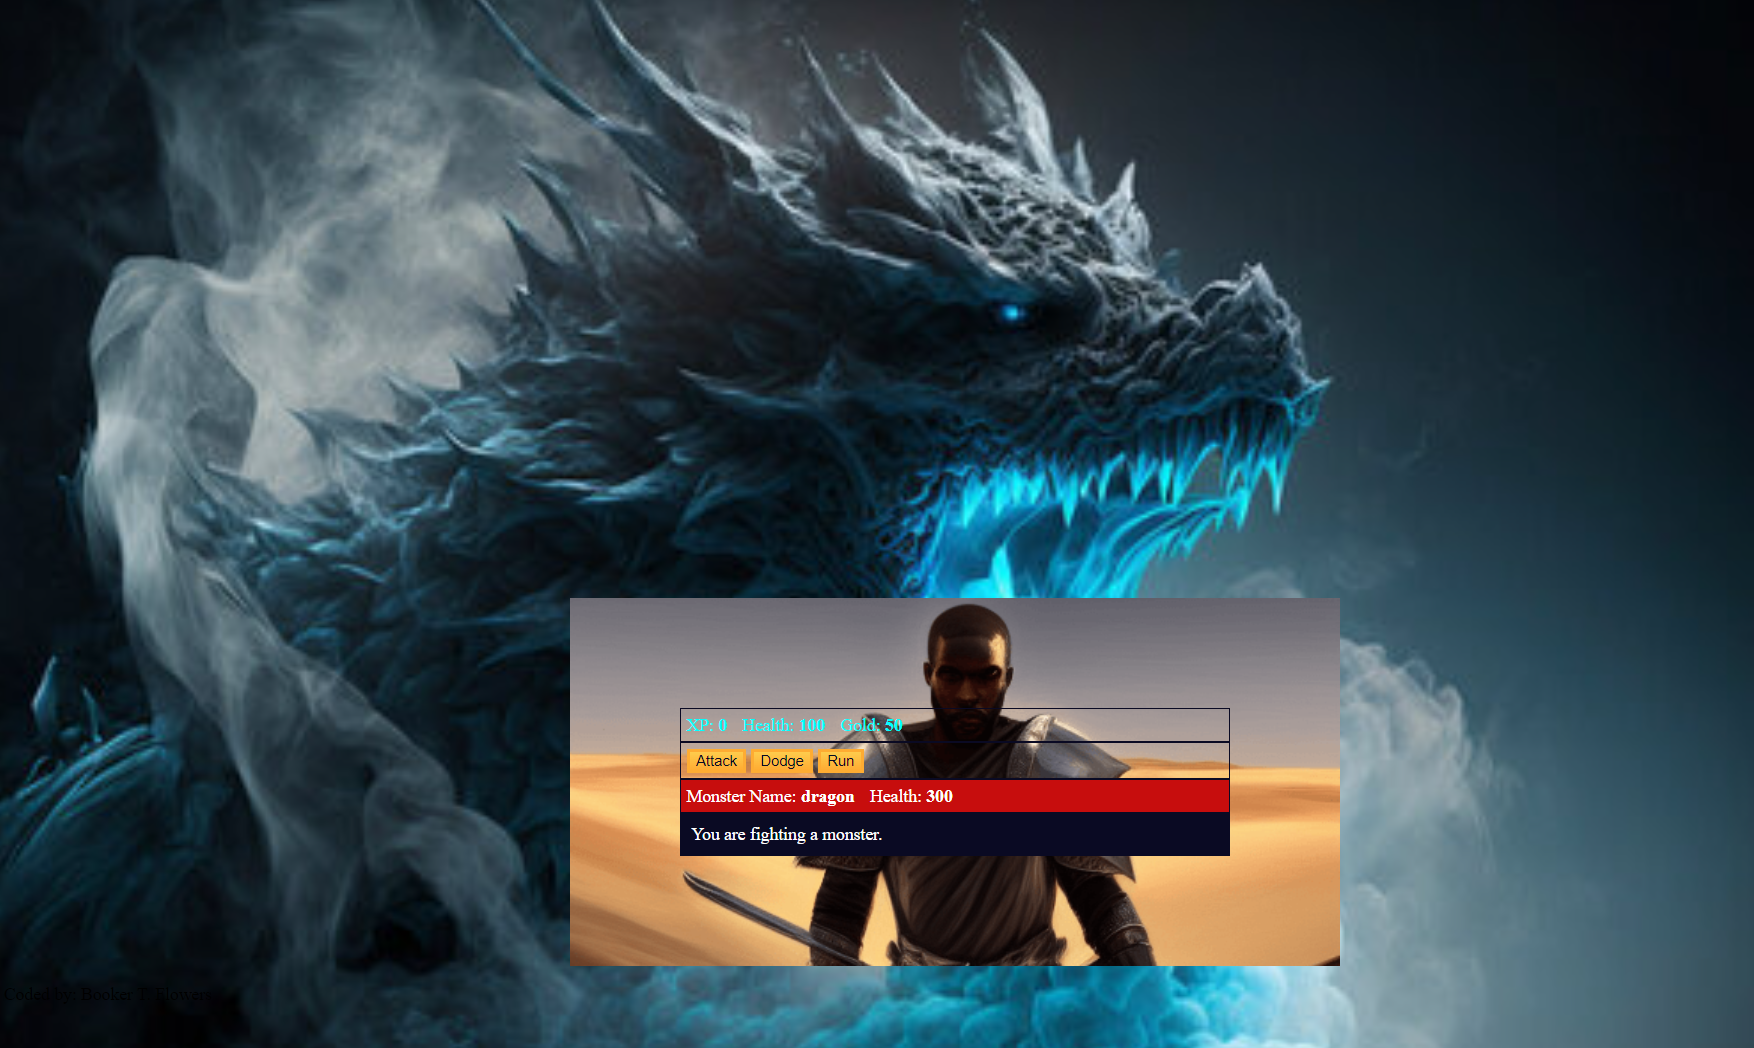 XP: 0 Health: 100 Gold: 50
Attack Dodge Run
Monster Name: dragon Health: 300
You are fighting a monster.
Coded by: Booker T. Flowers